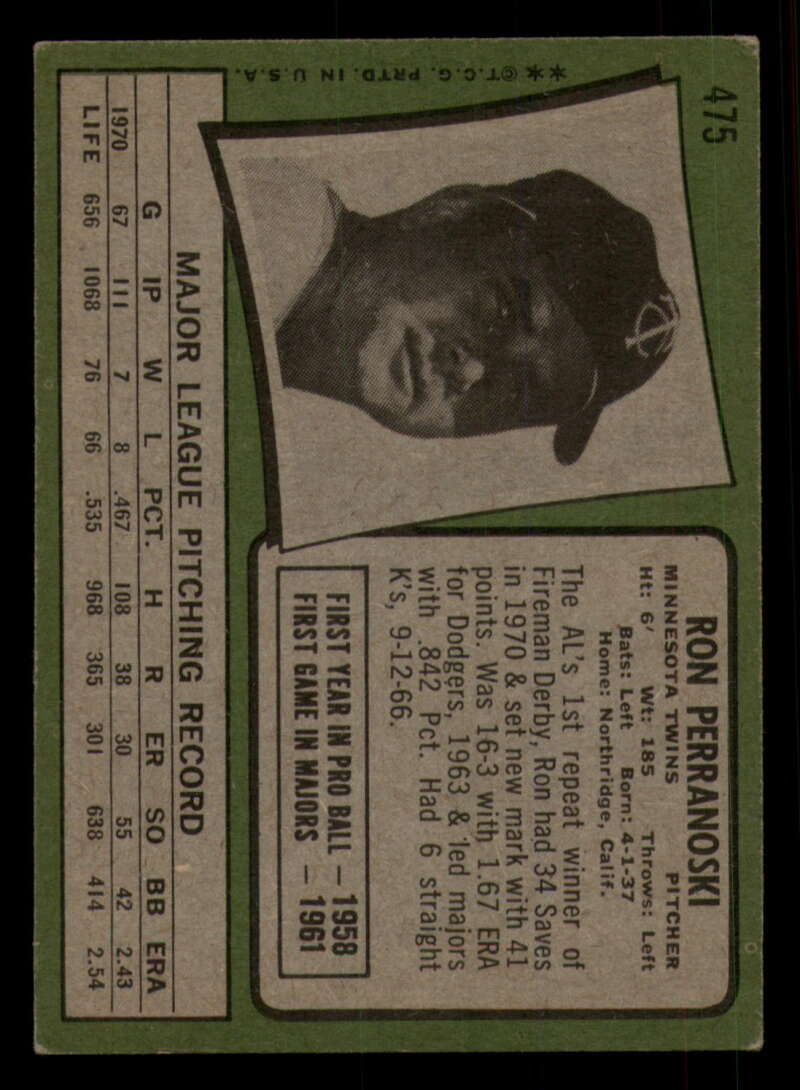 475
** ©T.C.G. PRTD. IN U.S.A.
TC
RON PERRANOSKI
MINNESOTA TWINS PITCHER
Ht: 6' Wt: 185 Throws: Left
Bats: Left Born: 4-1-37
Home: Northridge, Calif.
The AL's 1st repeat winner of
Fireman Derby, Ron had 34 Saves
in 1970 & set new mark with 41
points. Was 16-3 with 1.67 ERA
for Dodgers, 1963 & led majors
with .842 Pct. Had 6 straight
K's, 9-12-66.
FIRST YEAR IN PRO BALL — 1958
FIRST GAME IN MAJORS — 1961
MAJOR LEAGUE PITCHING RECORD
G IP W L PCT. H R ER SO BB ERA
1970 67 111 7 8 .467 108 38 30 55 42 2.43
LIFE 656 1068 76 66 .535 968 365 301 638 414 2.54